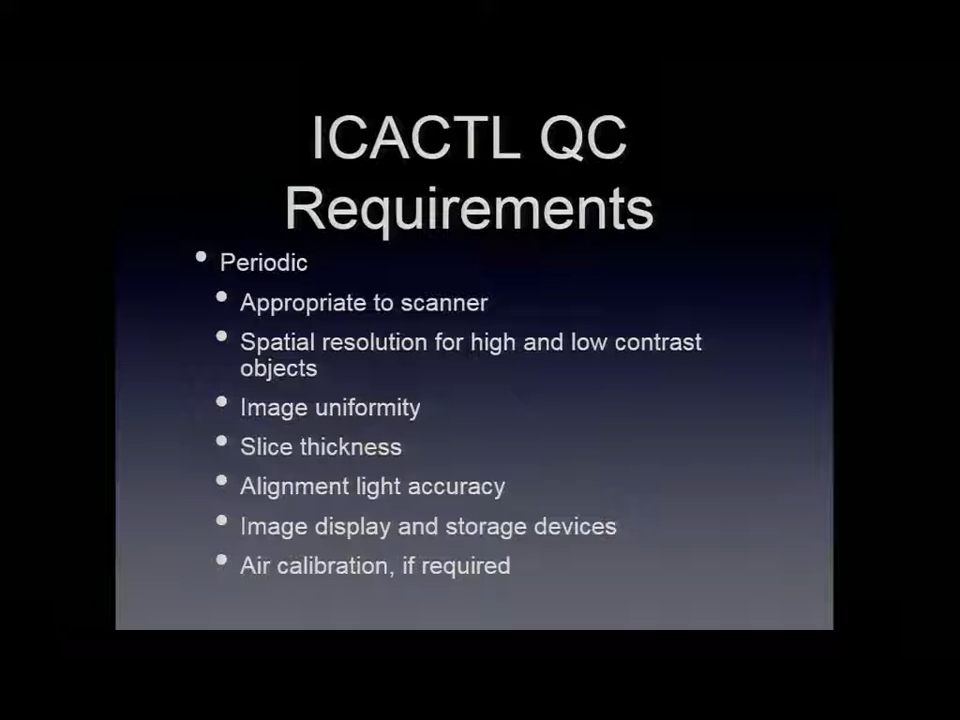 ICACTL QC
Requirements
• Periodic
• Appropriate to scanner
• Spatial resolution for high and low contrast
objects
• Image uniformity
• Slice thickness
• Alignment light accuracy
• Image display and storage devices
• Air calibration, if required